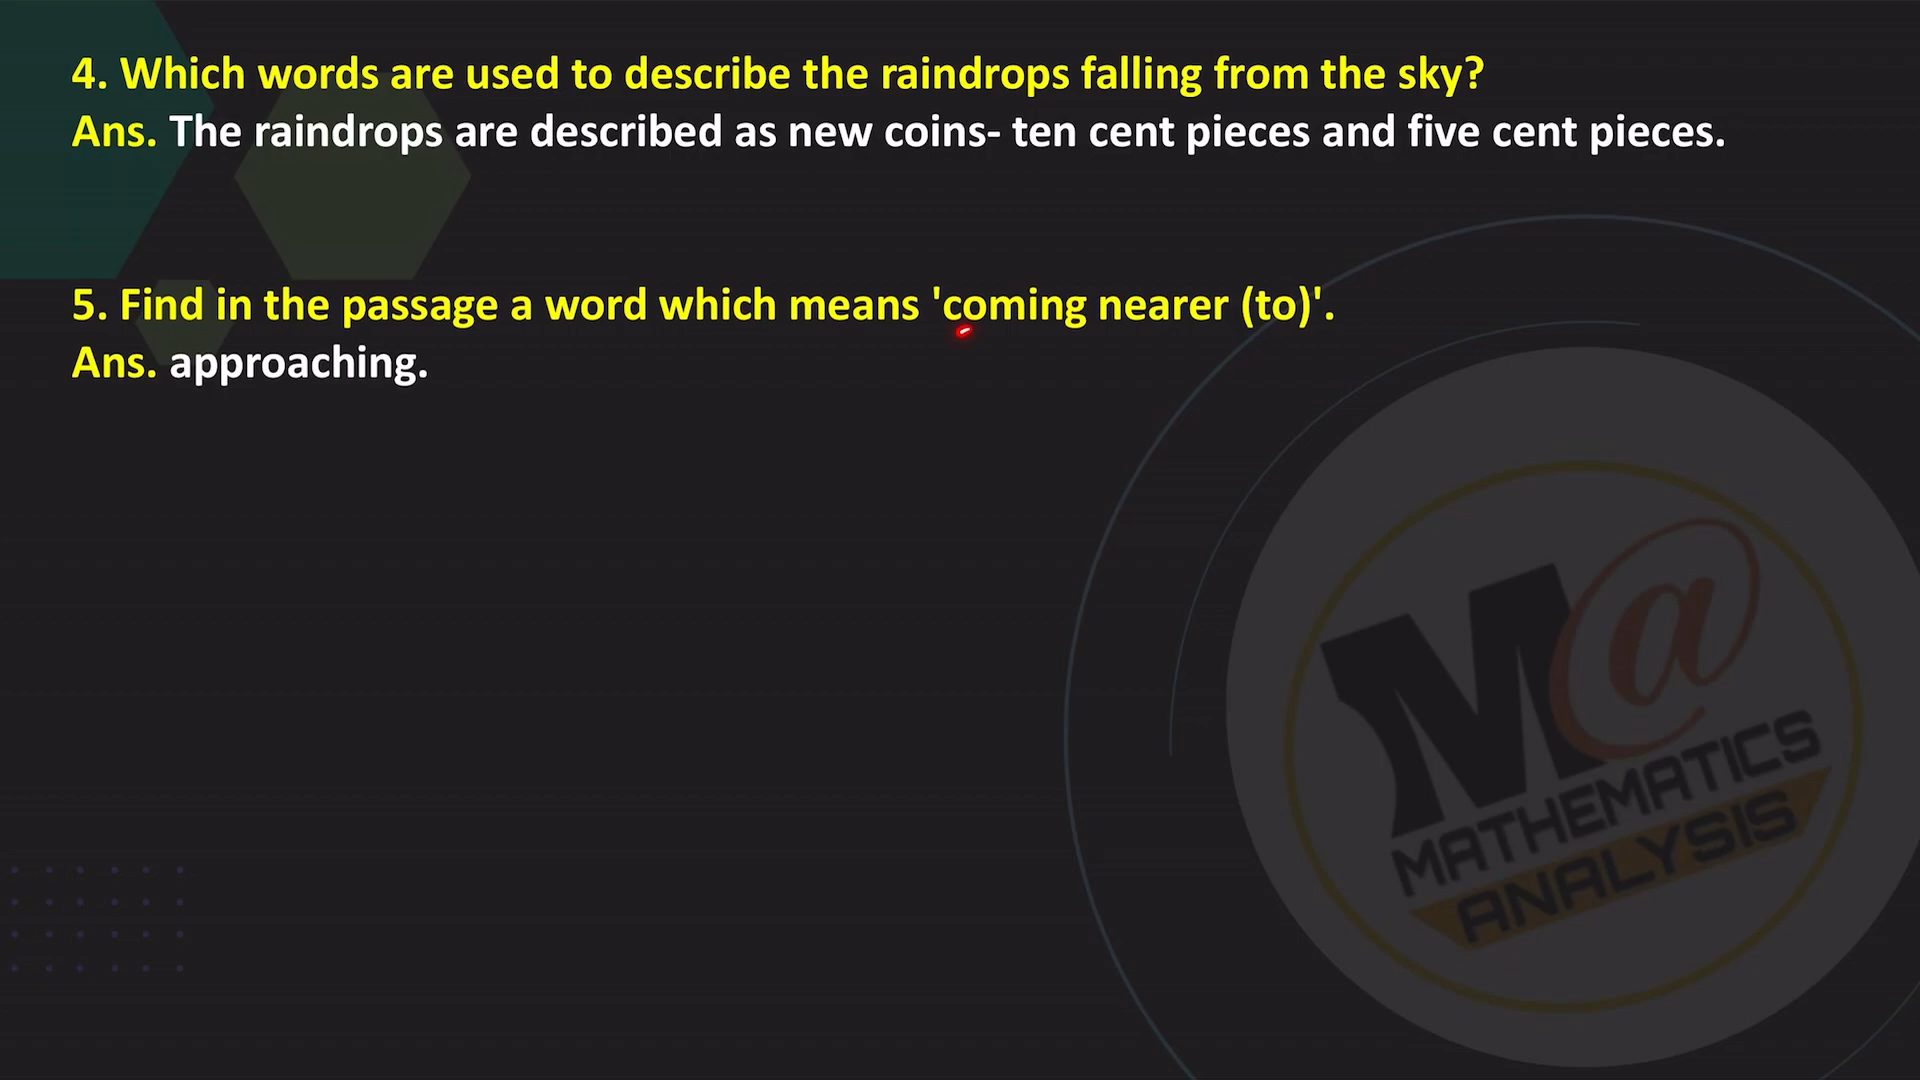 4. Which words are used to describe the raindrops falling from the sky?
Ans. The raindrops are described as new coins- ten cent pieces and five cent pieces.
5. Find in the passage a word which means 'coming nearer (to)'.
Ans. approaching.
M@
MATHEMATICS
ANALYSIS